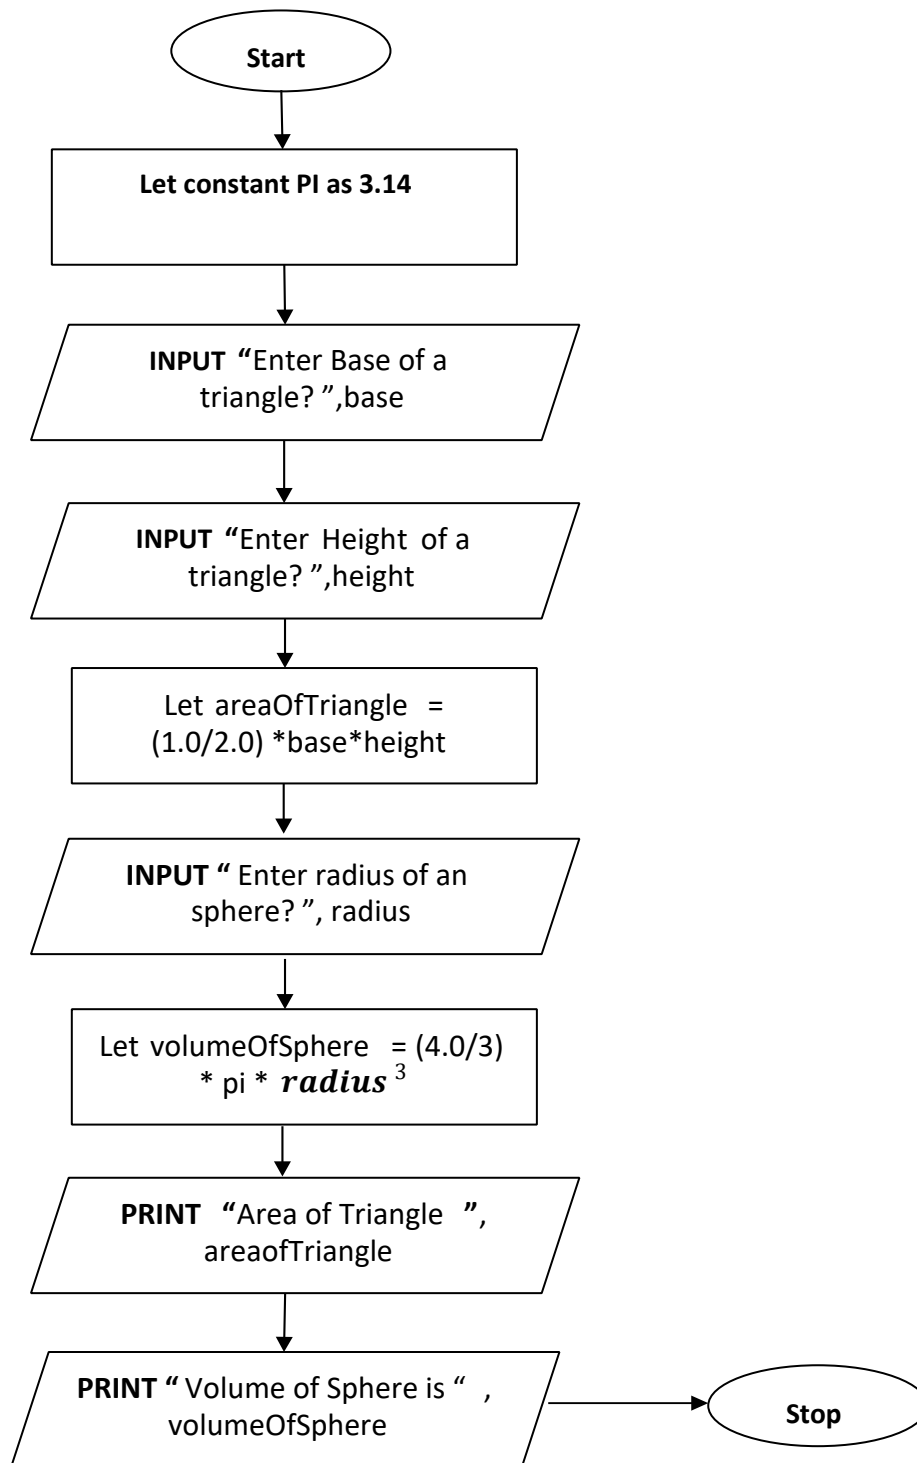 Start
Let constant PI as 3.14
INPUT “Enter Base of a
triangle? ”,base
INPUT “Enter Height of a
triangle? ”,height
Let areaOfTriangle =
(1.0/2.0) *base*height
INPUT “ Enter radius of an
sphere? ”, radius
Let volumeOfSphere = (4.0/3)
* pi * radius ³
PRINT “Area of Triangle ”,
areaofTriangle
PRINT “ Volume of Sphere is “ ,
volumeOfSphere
Stop